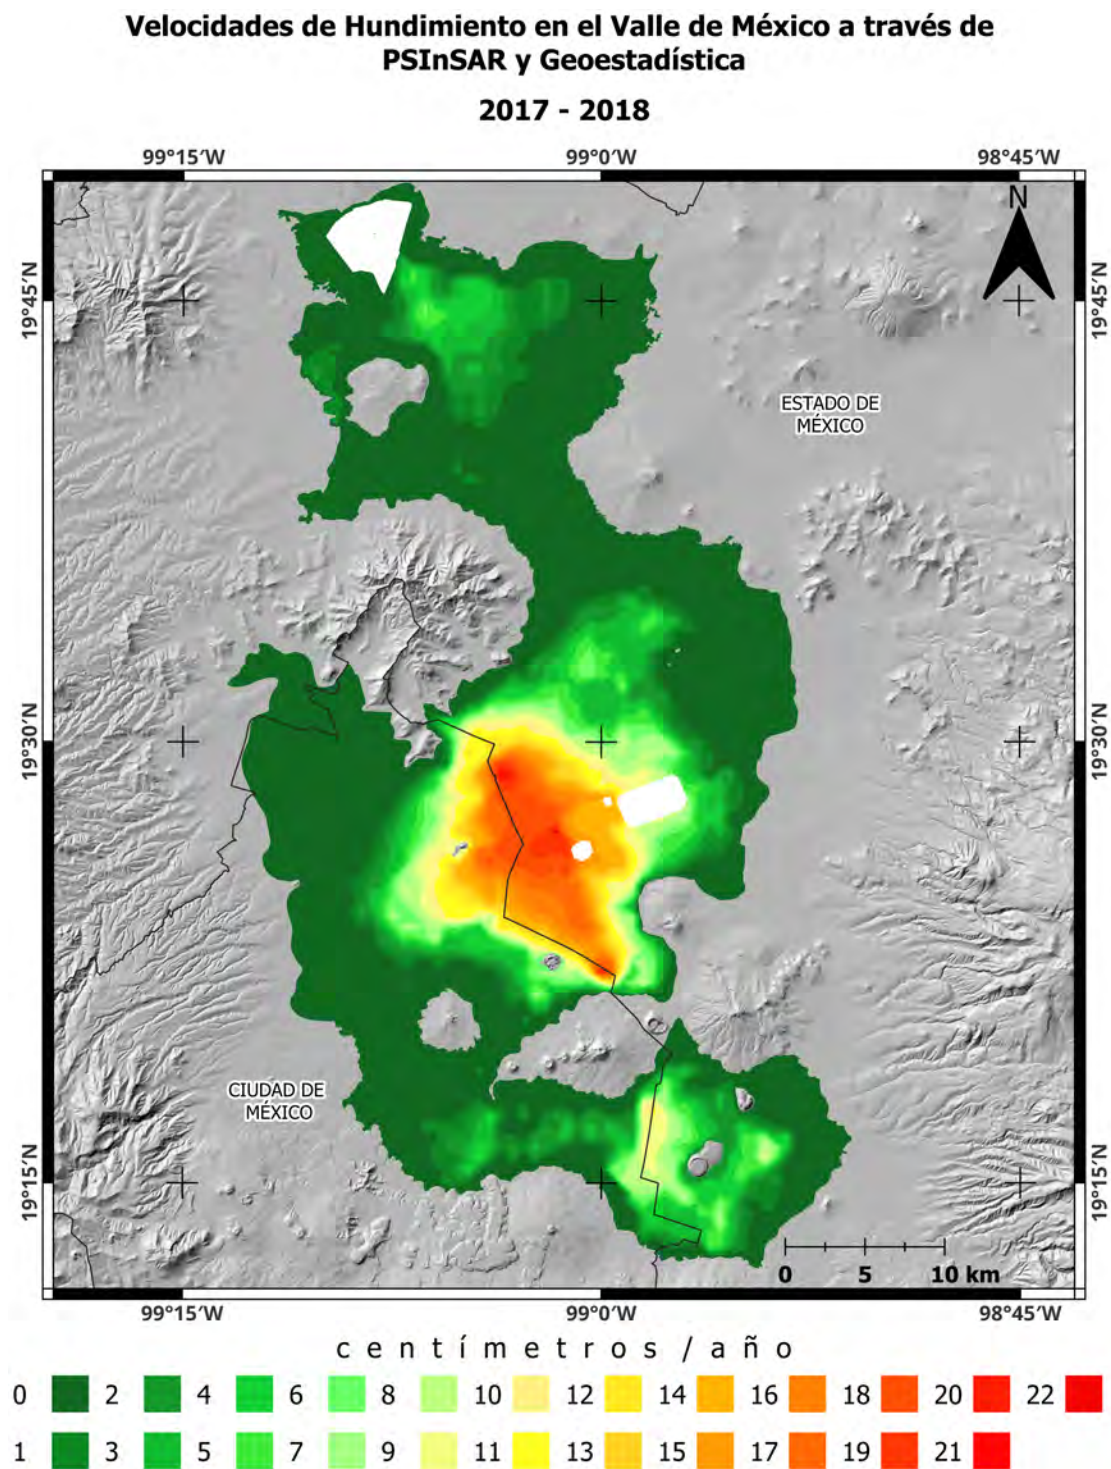 Velocidades de Hundimiento en el Valle de México a través de
PSInSAR y Geoestadística
2017 - 2018
99°15'W 99°0'W 98°45'W
N
19°45'N 19°45'N
ESTADO DE
MÉXICO
19°30'N 19°30'N
CIUDAD DE
MÉXICO
19°15'N 19°15'N
0 5 10 km
99°15'W 99°0'W 98°45'W
centímetros/año
0 2 4 6 8 10 12 14 16 18 20 22
1 3 5 7 9 11 13 15 17 19 21